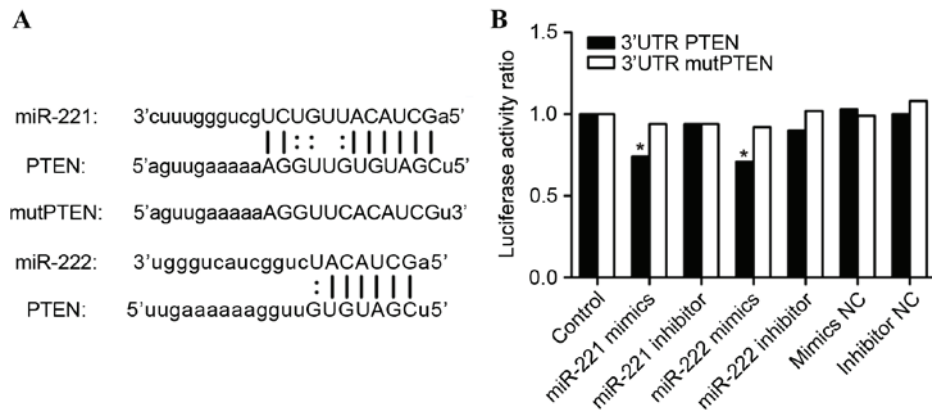 A
miR-221: 3'cuuugggucgUCUGUUACAUCGa5'
PTEN: 5'aguugaaaaaAGGUUGUGUAGCu5'
mutPTEN: 5'aguugaaaaaAGGUUCACAUCGu3'
miR-222: 3'ugggucaucggucUACAUCGa5'
PTEN: 5'uugaaaaaagguuGUGUAGCu5'
B
3'UTR PTEN
3'UTR mutPTEN
Luciferase activity ratio
1.5
1.0
0.5
0.0
*
*
Control
miR-221 mimics
miR-221 inhibitor
miR-222 mimics
miR-222 inhibitor
Mimics NC
Inhibitor NC